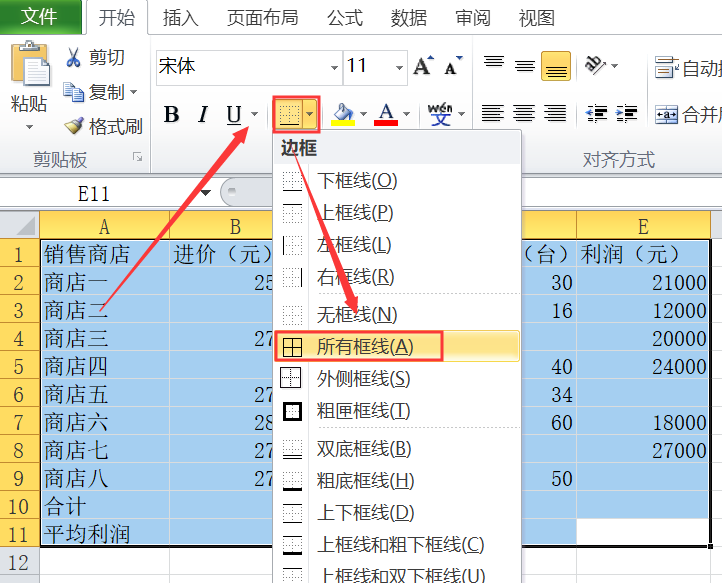 文件 开始 插入 页面布局 公式 数据 审阅 视图
剪切
宋体 11 A A
自动
复制
粘贴
格式刷
B I U A wén 文
a 合并
剪贴板 对齐方式
边框
下框线(O)
上框线(P)
左框线(L)
右框线(R)
无框线(N)
所有框线(A)
外侧框线(S)
粗匣框线(T)
双底框线(B)
粗底框线(H)
上下框线(D)
上框线和粗下框线(C)
上框线和双下框线(U)
E11
A B E
1 销售商店 进价（元） （台） 利润（元）
2 商店一 25 30 21000
3 商店二 16 12000
4 商店三 27 20000
5 商店四 40 24000
6 商店五 27 34
7 商店六 28 60 18000
8 商店七 27 27000
9 商店八 27 50
10 合计
11 平均利润
12